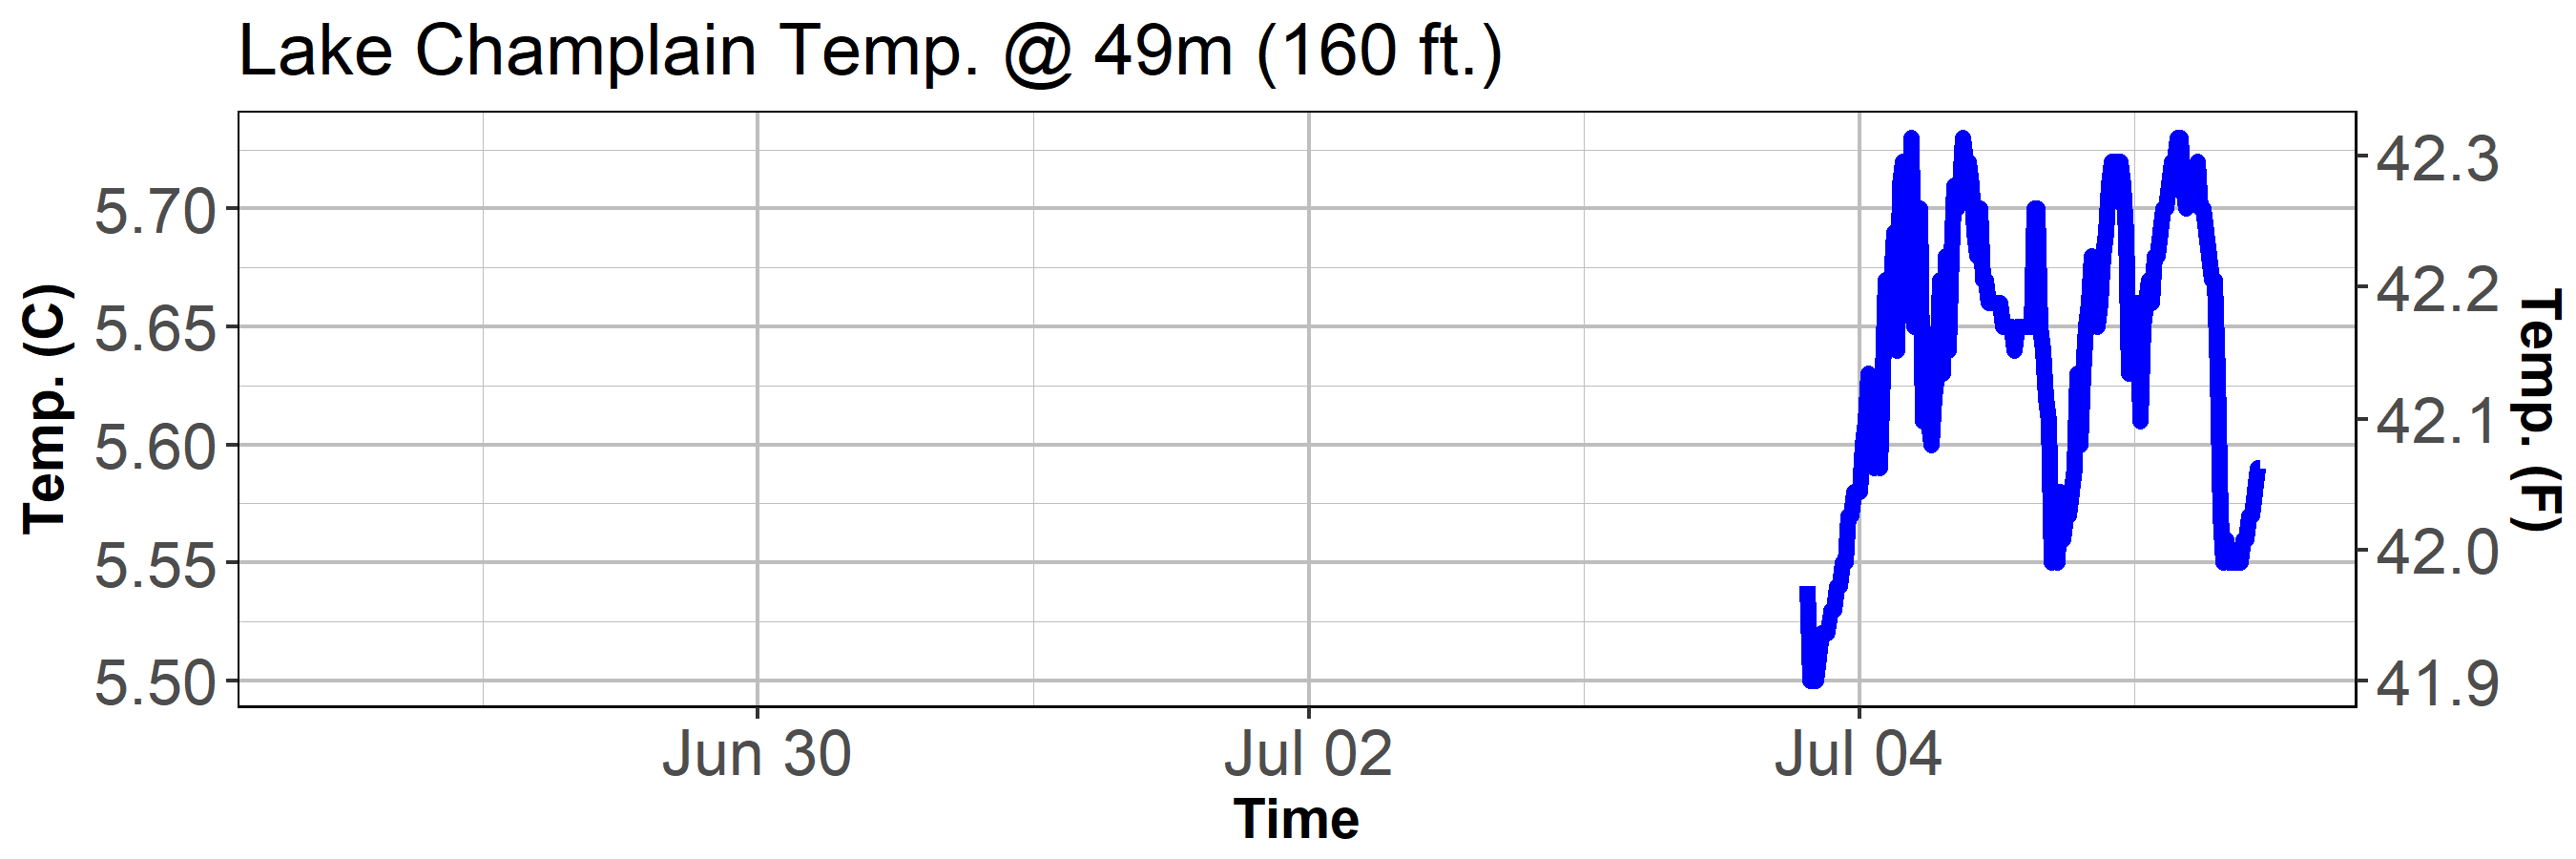 Lake Champlain Temp. @ 49m (160 ft.)
Temp. (C)
5.70
5.65
5.60
5.55
5.50
42.3
42.2
42.1
42.0
41.9
Temp. (F)
Jun 30
Jul 02
Jul 04
Time